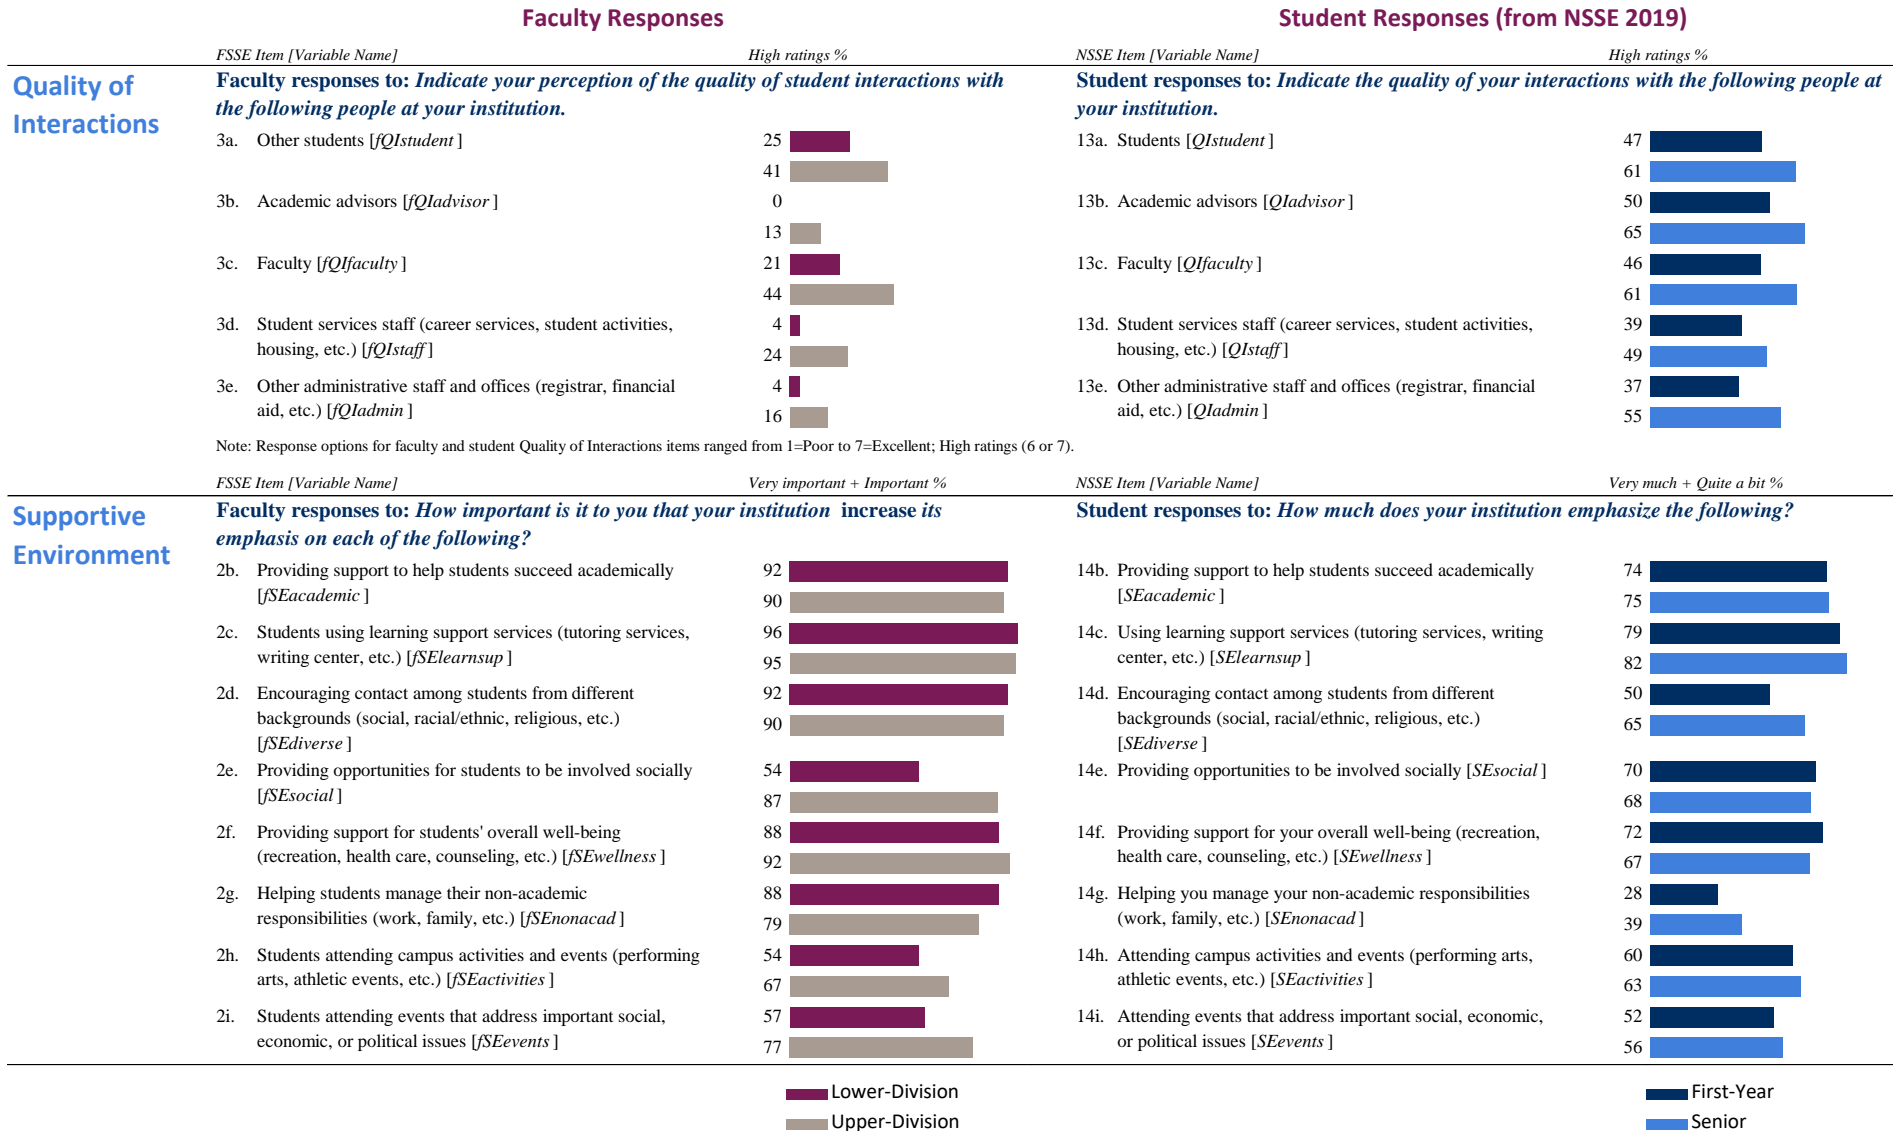 Faculty Responses
Student Responses (from NSSE 2019)
FSSE Item [Variable Name]
High ratings %
NSSE Item [Variable Name]
High ratings %
Quality of
Interactions
Faculty responses to: Indicate your perception of the quality of student interactions with
the following people at your institution.
Student responses to: Indicate the quality of your interactions with the following people at
your institution.
3a. Other students [fQIstudent ]
25
41
13a. Students [QIstudent ]
47
61
3b. Academic advisors [fQIadvisor ]
0
13
13b. Academic advisors [QIadvisor ]
50
65
3c. Faculty [fQIfaculty ]
21
44
13c. Faculty [QIfaculty ]
46
61
3d. Student services staff (career services, student activities,
housing, etc.) [fQIstaff ]
4
24
13d. Student services staff (career services, student activities,
housing, etc.) [QIstaff ]
39
49
3e. Other administrative staff and offices (registrar, financial
aid, etc.) [fQIadmin ]
4
16
13e. Other administrative staff and offices (registrar, financial
aid, etc.) [QIadmin ]
37
55
Note: Response options for faculty and student Quality of Interactions items ranged from 1=Poor to 7=Excellent; High ratings (6 or 7).
FSSE Item [Variable Name]
Very important + Important %
NSSE Item [Variable Name]
Very much + Quite a bit %
Supportive
Environment
Faculty responses to: How important is it to you that your institution increase its
emphasis on each of the following?
Student responses to: How much does your institution emphasize the following?
2b. Providing support to help students succeed academically
[fSEacademic ]
92
90
14b. Providing support to help students succeed academically
[SEacademic ]
74
75
2c. Students using learning support services (tutoring services,
writing center, etc.) [fSElearnsup ]
96
95
14c. Using learning support services (tutoring services, writing
center, etc.) [SElearnsup ]
79
82
2d. Encouraging contact among students from different
backgrounds (social, racial/ethnic, religious, etc.)
[fSEdiverse ]
92
90
14d. Encouraging contact among students from different
backgrounds (social, racial/ethnic, religious, etc.)
[SEdiverse ]
50
65
2e. Providing opportunities for students to be involved socially
[fSEsocial ]
54
87
14e. Providing opportunities to be involved socially [SEsocial ]
70
68
2f. Providing support for students' overall well-being
(recreation, health care, counseling, etc.) [fSEwellness ]
88
92
14f. Providing support for your overall well-being (recreation,
health care, counseling, etc.) [SEwellness ]
72
67
2g. Helping students manage their non-academic
responsibilities (work, family, etc.) [fSEnonacad ]
88
79
14g. Helping you manage your non-academic responsibilities
(work, family, etc.) [SEnonacad ]
28
39
2h. Students attending campus activities and events (performing
arts, athletic events, etc.) [fSEactivities ]
54
67
14h. Attending campus activities and events (performing arts,
athletic events, etc.) [SEactivities ]
60
63
2i. Students attending events that address important social,
economic, or political issues [fSEevents ]
57
77
14i. Attending events that address important social, economic,
or political issues [SEevents ]
52
56
Lower-Division
Upper-Division
First-Year
Senior